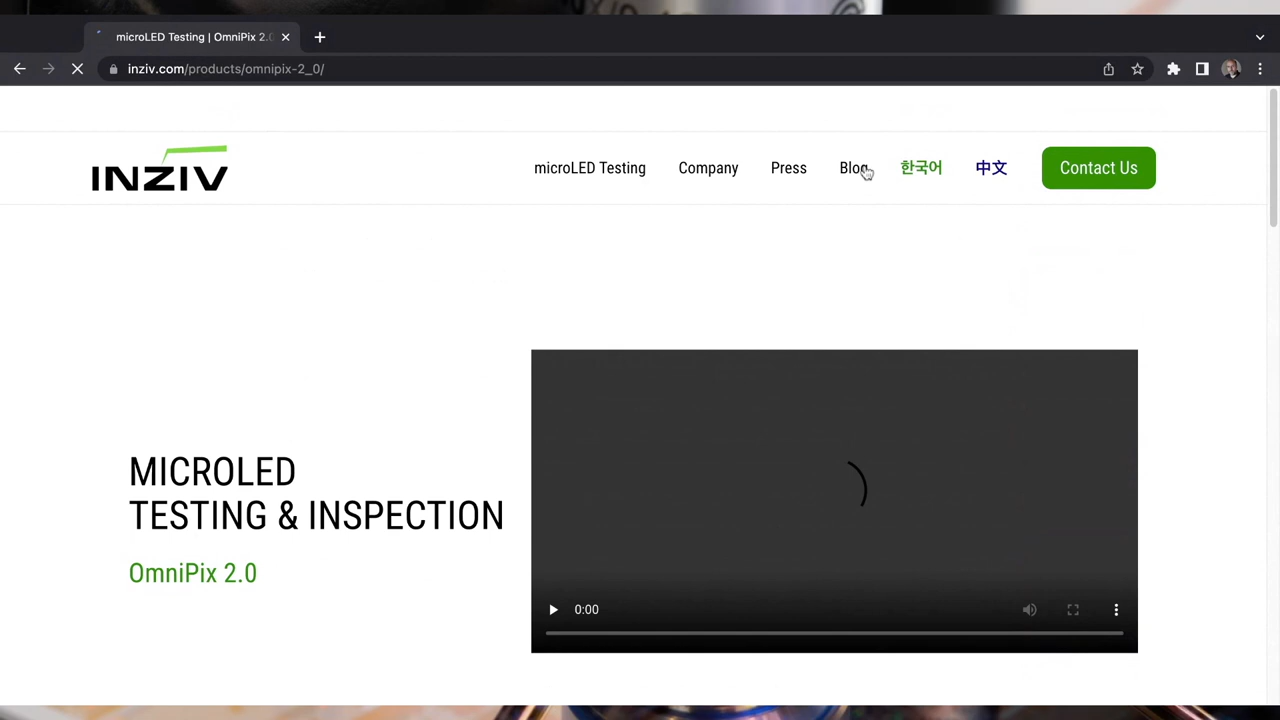 microLED Testing | OmniPix 2.0
inziv.com/products/omnipix-2_0/
INZIV
microLED Testing
Company
Press
Blog
한국어
中文
Contact Us
MICROLED
TESTING & INSPECTION
OmniPix 2.0
0:00